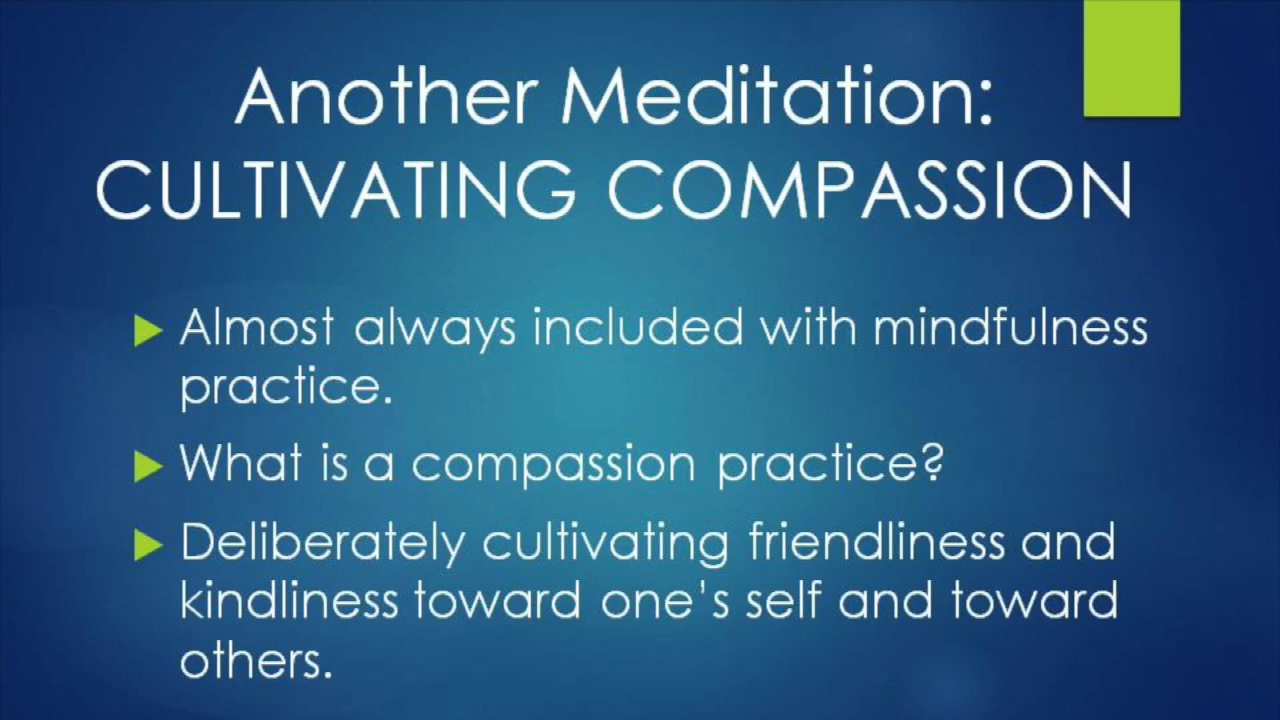 Another Meditation:
CULTIVATING COMPASSION
Almost always included with mindfulness
practice.
What is a compassion practice?
Deliberately cultivating friendliness and
kindliness toward one's self and toward
others.